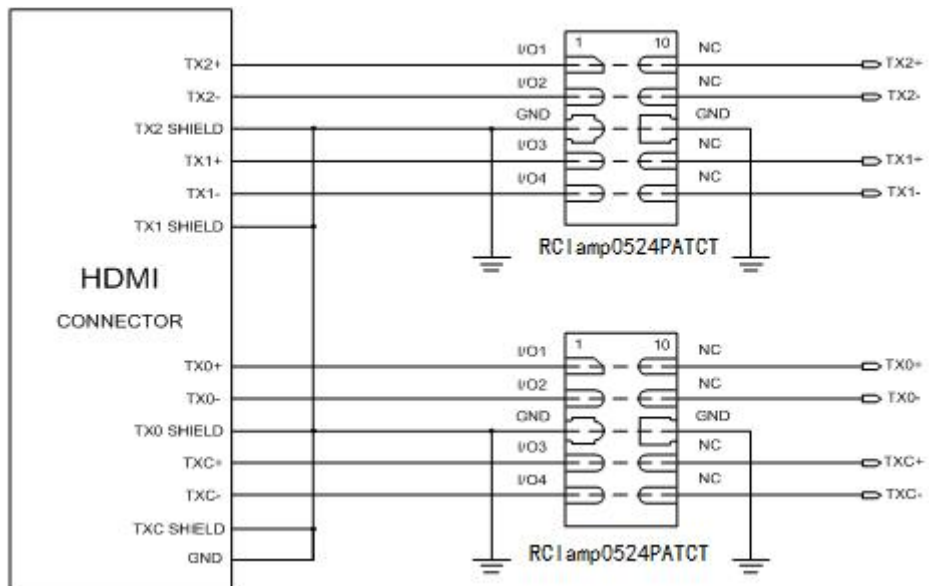 I/O1 1 10 NC
TX2+ TX2+
I/O2 NC
TX2- TX2-
GND GND
TX2 SHIELD
I/O3 NC
TX1+ TX1+
I/O4 NC
TX1- TX1-
TX1 SHIELD
RClamp0524PATCT
HDMI
CONNECTOR
I/O1 1 10 NC
TX0+ TX0+
I/O2 NC
TX0- TX0-
GND GND
TX0 SHIELD
I/O3 NC
TXC+ TXC+
I/O4 NC
TXC- TXC-
TXC SHIELD
RClamp0524PATCT
GND